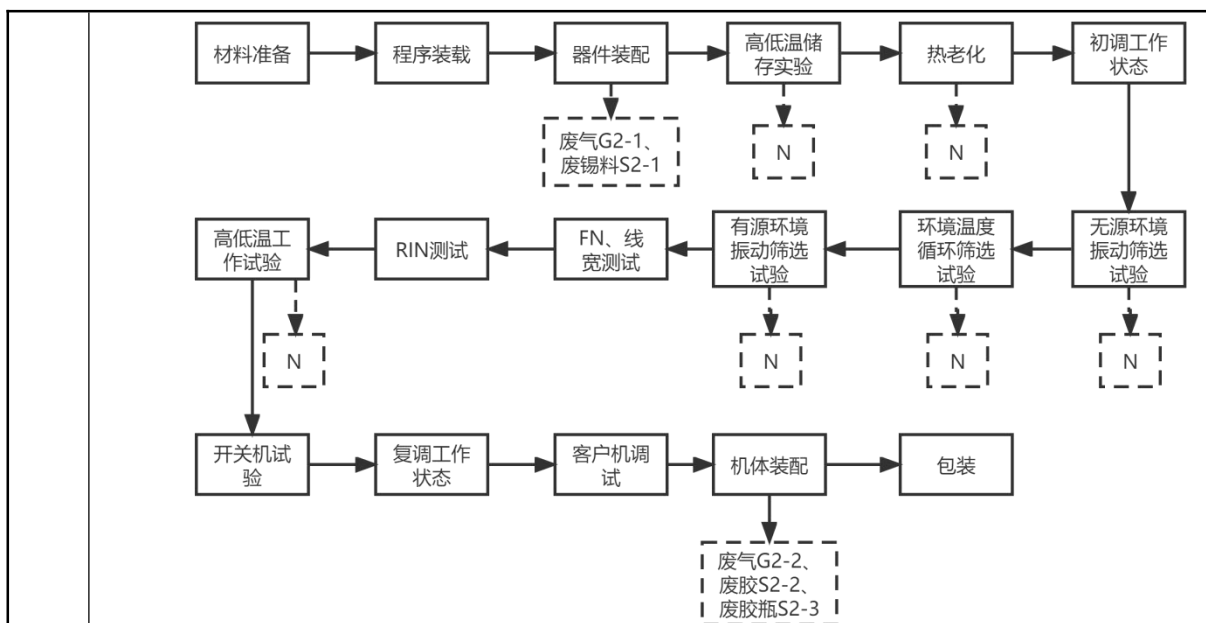 材料准备
程序装载
器件装配
高低温储
存实验
热老化
初调工作
状态
废气G2-1、
废锡料S2-1
N
N
高低温工
作试验
RIN测试
FN、线
宽测试
有源环境
振动筛选
试验
环境温度
循环筛选
试验
无源环境
振动筛选
试验
N
N
N
N
开关机试
验
复调工作
状态
客户机调
试
机体装配
包装
废气G2-2、
废胶S2-2、
废胶瓶S2-3